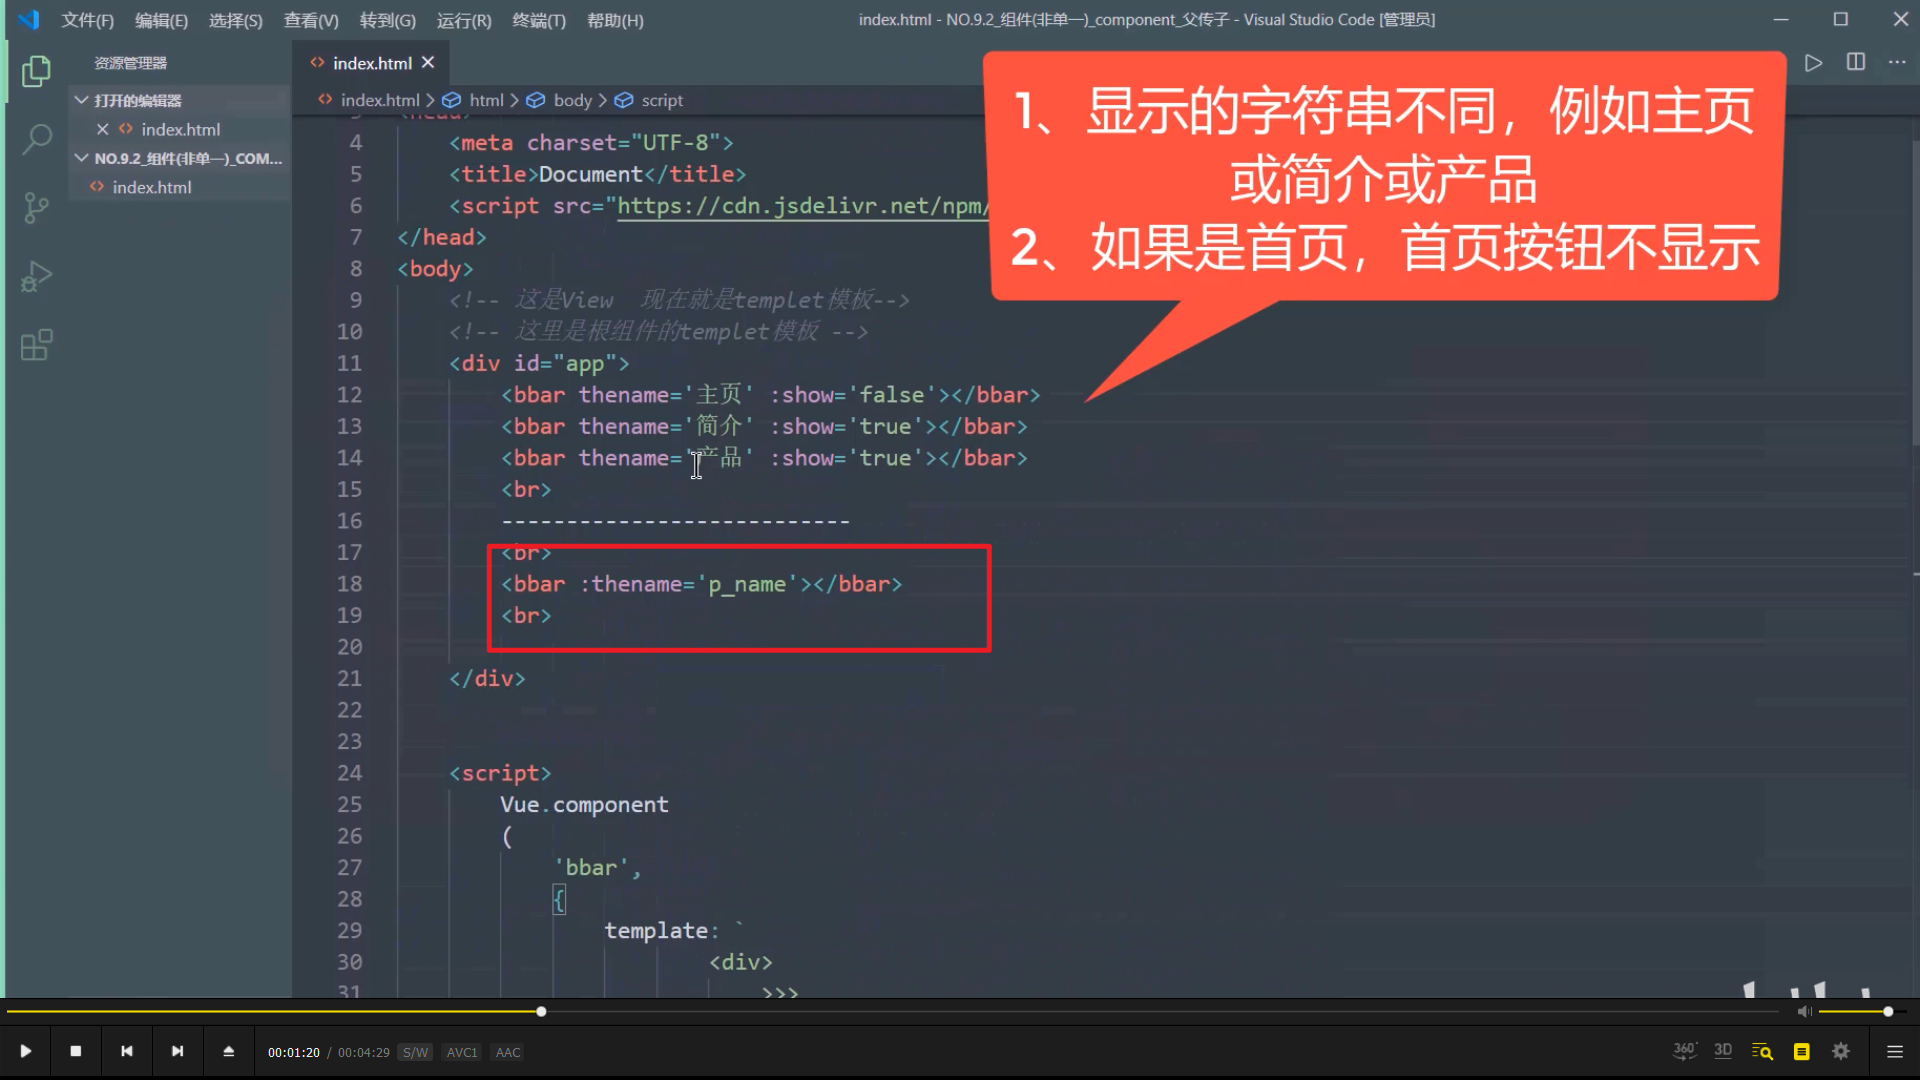 文件(F) 编辑(E) 选择(S) 查看(V) 转到(G) 运行(R) 终端(T) 帮助(H) index.html - NO.9.2_组件(非单一)_component_父传子 - Visual Studio Code [管理员]
资源管理器
打开的编辑器
index.html
NO.9.2_组件(非单一)_COM...
index.html
index.html
index.html > html > body > script
1、显示的字符串不同，例如主页
或简介或产品
2、如果是首页，首页按钮不显示
3 <head>
4 <meta charset="UTF-8">
5 <title>Document</title>
6 <script src="https://cdn.jsdelivr.net/npm/
7 </head>
8 <body>
9 <!-- 这是View 现在就是templet模板-->
10 <!-- 这里是根组件的templet模板 -->
11 <div id="app">
12 <bbar thename='主页' :show='false'></bbar>
13 <bbar thename='简介' :show='true'></bbar>
14 <bbar thename='产品' :show='true'></bbar>
15 <br>
16 ---------------------------
17 <br>
18 <bbar :thename='p_name'></bbar>
19 <br>
20
21 </div>
22
23
24 <script>
25 Vue.component
26 (
27 'bbar',
28 {
29 template: `
30 <div>
31 >>>
00:01:20 / 00:04:29 S/W AVC1 AAC
360° 3D